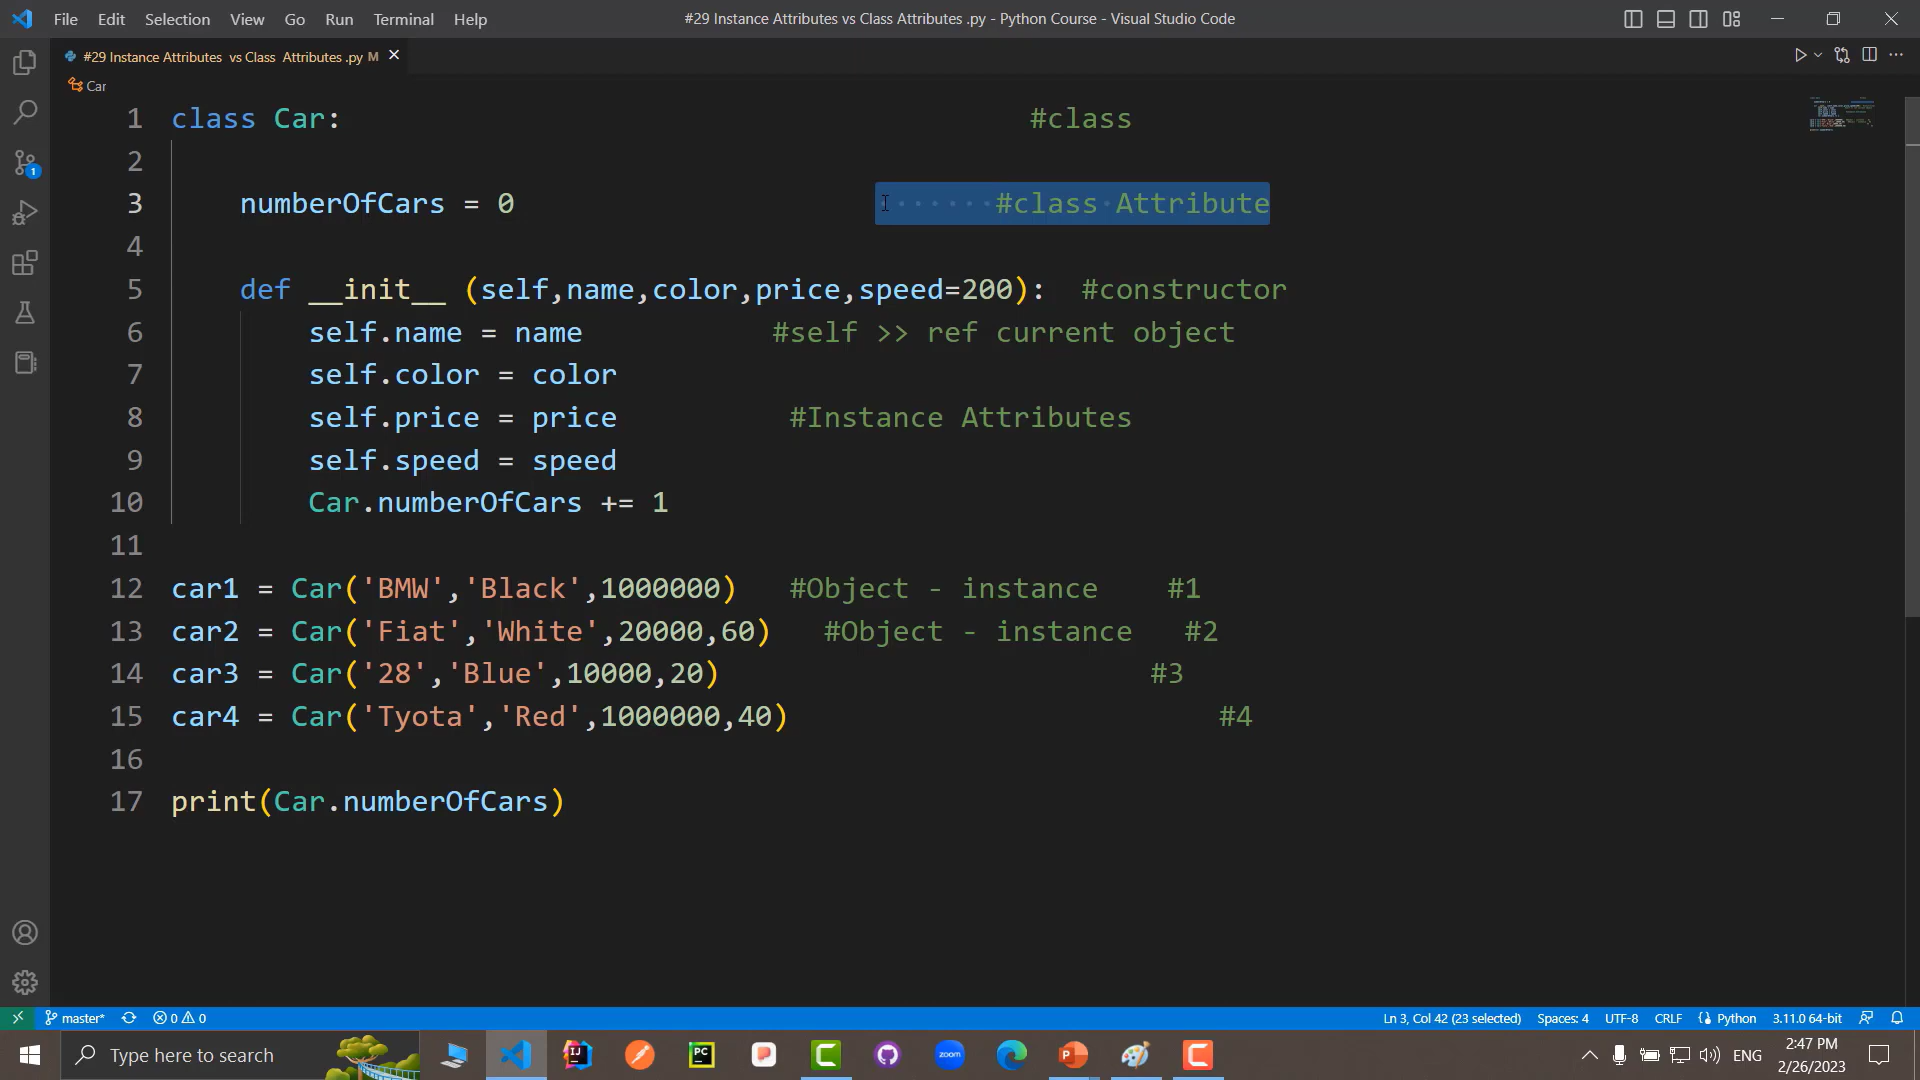 File Edit Selection View Go Run Terminal Help
#29 Instance Attributes vs Class Attributes .py - Python Course - Visual Studio Code
#29 Instance Attributes vs Class Attributes .py M
Car
1 class Car: #class
2
3 numberOfCars = 0 #class Attribute
4
5 def __init__ (self,name,color,price,speed=200): #constructor
6 self.name = name #self >> ref current object
7 self.color = color
8 self.price = price #Instance Attributes
9 self.speed = speed
10 Car.numberOfCars += 1
11
12 car1 = Car('BMW','Black',1000000) #Object - instance #1
13 car2 = Car('Fiat','White',20000,60) #Object - instance #2
14 car3 = Car('28','Blue',10000,20) #3
15 car4 = Car('Tyota','Red',1000000,40) #4
16
17 print(Car.numberOfCars)
1
master* 0 0 Ln 3, Col 42 (23 selected) Spaces: 4 UTF-8 CRLF Python 3.11.0 64-bit
Type here to search
IJ
PC
zoom
P
ENG
2:47 PM
2/26/2023